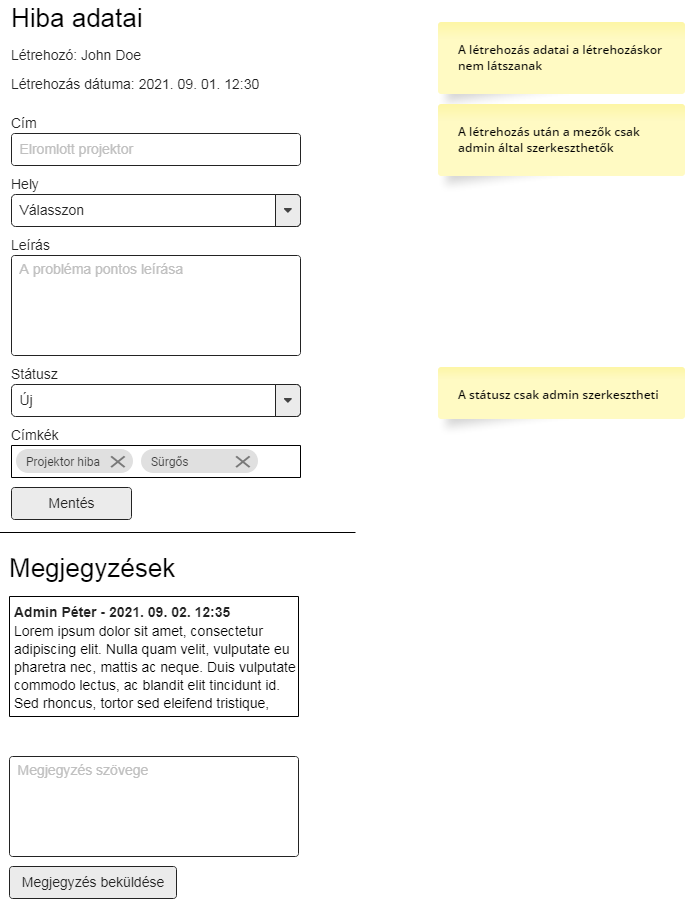 Hiba adatai
Létrehozó: John Doe
Létrehozás dátuma: 2021. 09. 01. 12:30
A létrehozás adatai a létrehozáskor
nem látszanak
A létrehozás után a mezők csak
admin által szerkeszthetők
Cím
Elromlott projektor
Hely
Válasszon
Leírás
A probléma pontos leírása
Státusz
Új
A státusz csak admin szerkesztheti
Címkék
Projektor hiba
Sürgős
Mentés
Megjegyzések
Admin Péter - 2021. 09. 02. 12:35
Lorem ipsum dolor sit amet, consectetur
adipiscing elit. Nulla quam velit, vulputate eu
pharetra nec, mattis ac neque. Duis vulputate
commodo lectus, ac blandit elit tincidunt id.
Sed rhoncus, tortor sed eleifend tristique,
Megjegyzés szövege
Megjegyzés beküldése